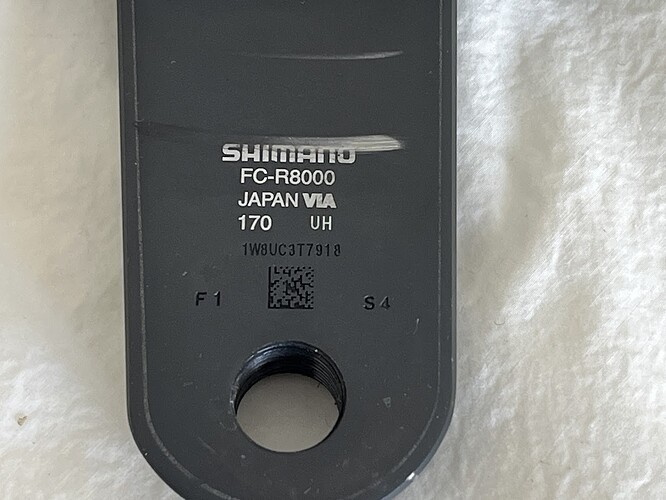 SHIMANO
FC-R8000
JAPAN VIA
170 UH
1W8UC3T7918
F1 S4